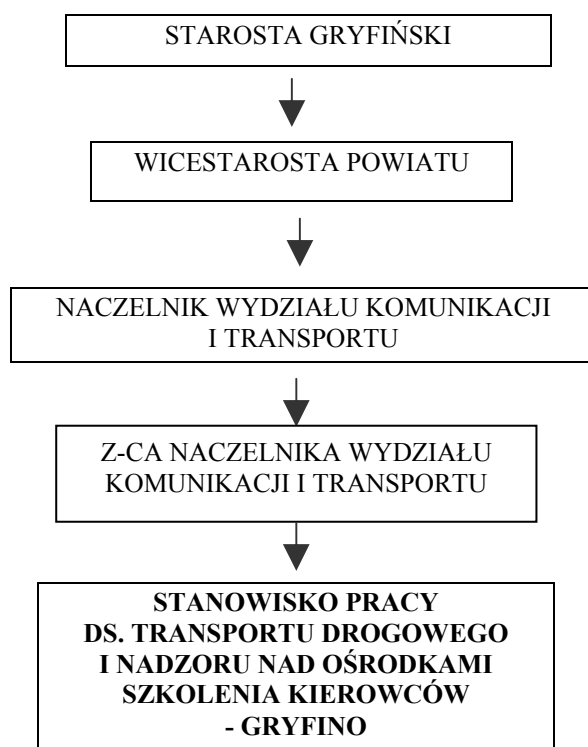 STAROSTA GRYFIŃSKI
WICESTAROSTA POWIATU
NACZELNIK WYDZIAŁU KOMUNIKACJI
I TRANSPORTU
Z-CA NACZELNIKA WYDZIAŁU
KOMUNIKACJI I TRANSPORTU
STANOWISKO PRACY
DS. TRANSPORTU DROGOWEGO
I NADZORU NAD OŚRODKAMI
SZKOLENIA KIEROWCÓW
- GRYFINO